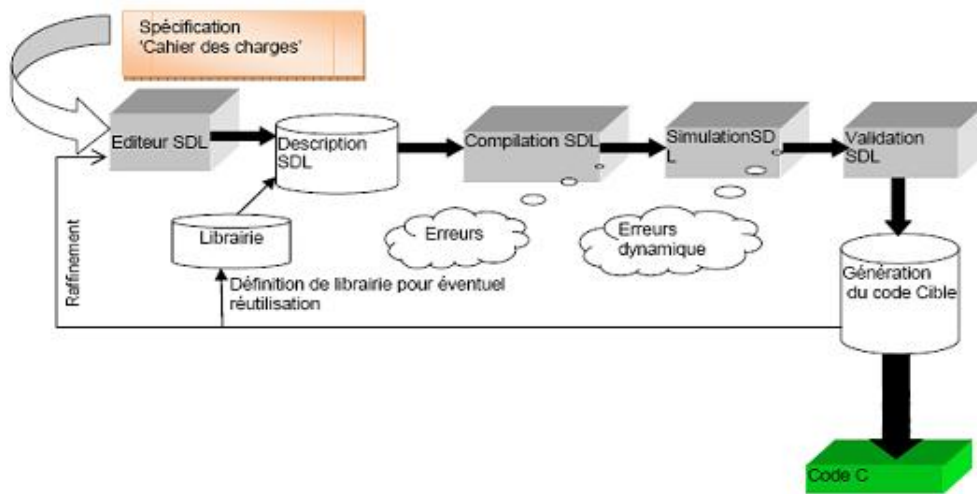 Spécification
'Cahier des charges'
Editeur SDL
Description
SDL
Compilation SDL
SimulationSD
L
Validation
SDL
Librairie
Erreurs
Erreurs
dynamique
Génération
du code Cible
Raffinement
Définition de librairie pour éventuel
réutilisation
Code C